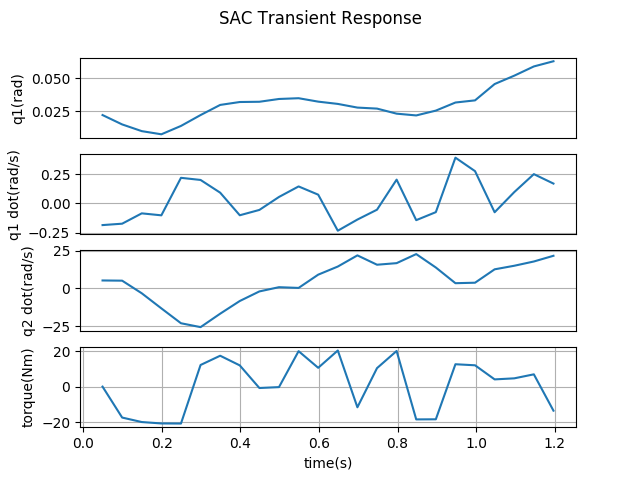 SAC Transient Response
q1(rad)
0.050
0.025
q1 dot(rad/s)
0.25
0.00
−0.25
q2 dot(rad/s)
25
0
−25
torque(Nm)
20
0
−20
0.0 0.2 0.4 0.6 0.8 1.0 1.2
time(s)